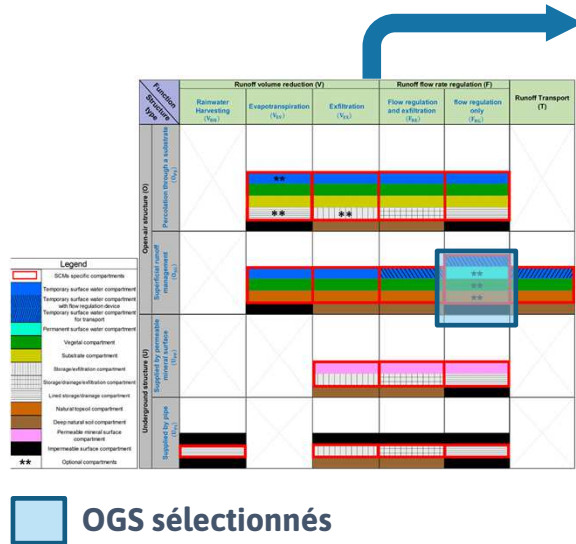 Function
Structure type
Runoff volume reduction (V)
Runoff flow rate regulation (F)
Runoff Transport
(T)
Rainwater
Harvesting
Evapotranspiration
Exfiltration
Flow regulation
and exfiltration
flow regulation
only
Open-air structure (O)
Percolation through a substrate
Superficial runoff
management
Underground structure (U)
Supplied by permeable
mineral surface
Supplied by pipe
**
** **
**
**
**
Legend
SCMs specific compartments
Temporary surface water compartment
Temporary surface water compartment
with flow regulation device
Temporary surface water compartment
for transport
Permanent surface water compartment
Vegetal compartment
Substrate compartment
Storage/exfiltration compartment
Storage/drainage/exfiltration compartment
Lined storage/drainage compartment
Natural topsoil compartment
Deep natural soil compartment
Permeable mineral surface
compartment
Impermeable surface compartment
** Optional compartments
OGS sélectionnés